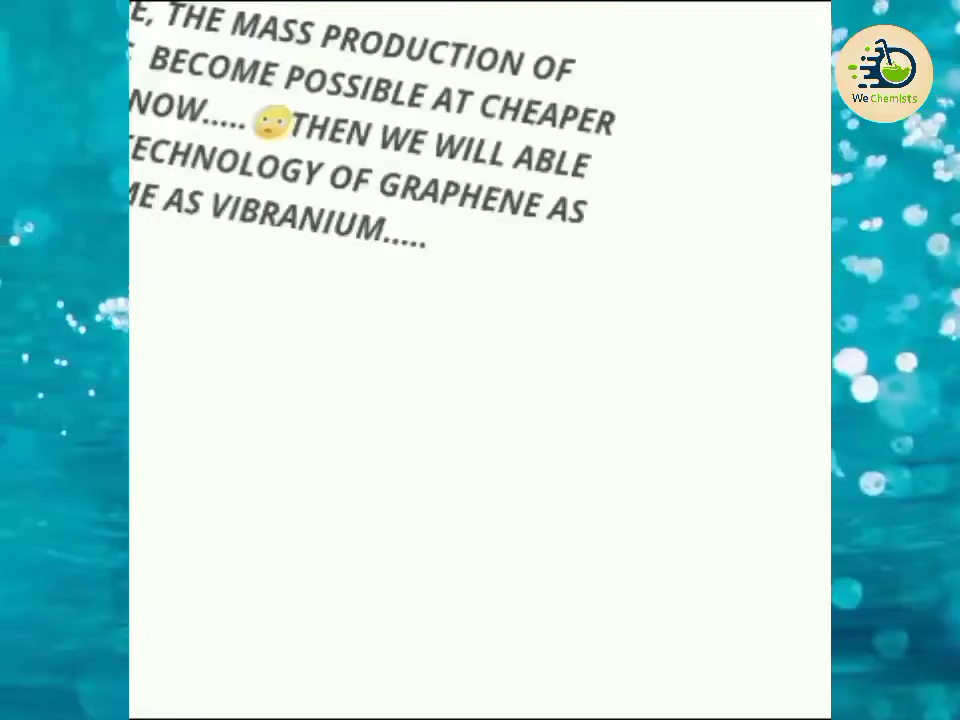 E, THE MASS PRODUCTION OF
BECOME POSSIBLE AT CHEAPER
NOW..... 🙄THEN WE WILL ABLE
TECHNOLOGY OF GRAPHENE AS
ME AS VIBRANIUM.....
We Chemists